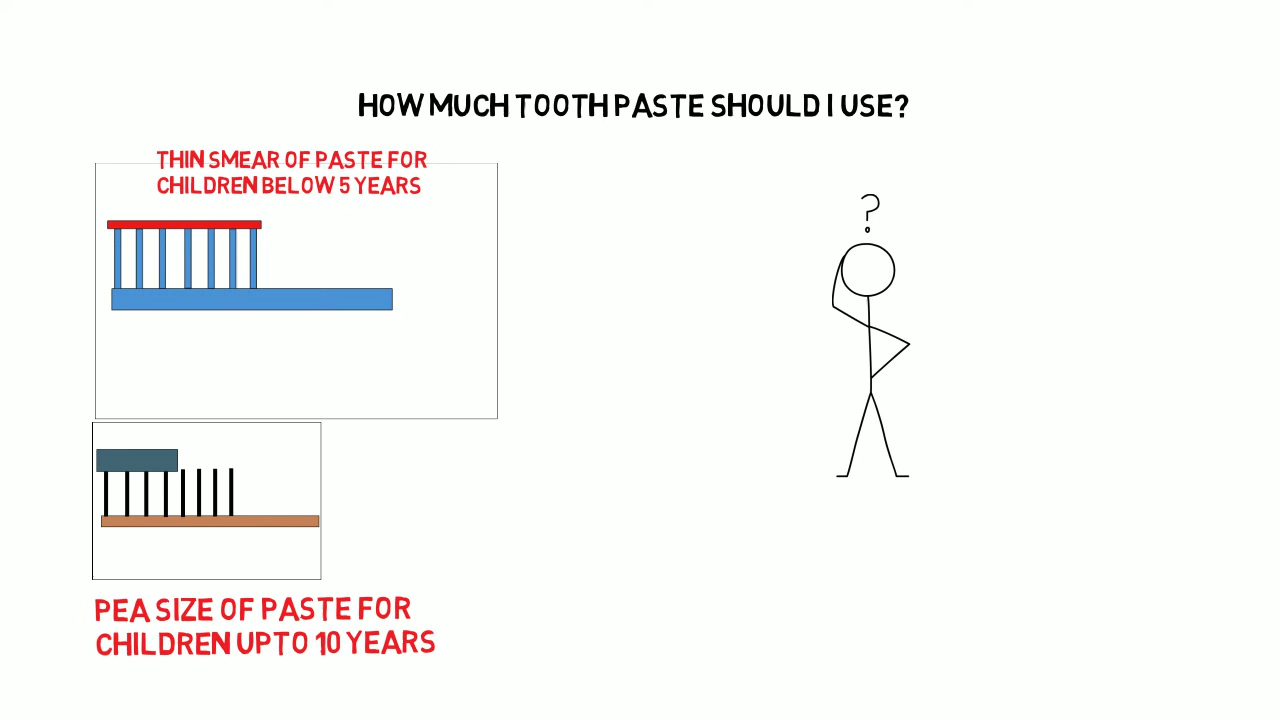 HOW MUCH TOOTH PASTE SHOULD I USE?
THIN SMEAR OF PASTE FOR
CHILDREN BELOW 5 YEARS
?
PEA SIZE OF PASTE FOR
CHILDREN UPTO 10 YEARS